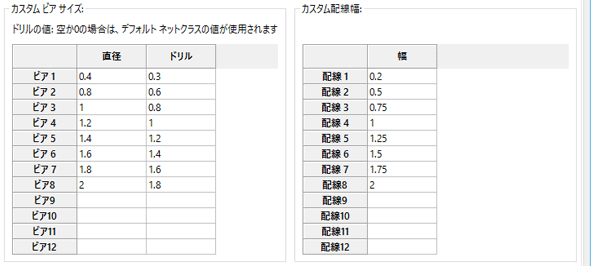 カスタム ビア サイズ:
ドリルの値: 空か0の場合は、デフォルト ネットクラスの値が使用されます
直径 ドリル
ビア 1 0.4 0.3
ビア 2 0.8 0.6
ビア 3 1 0.8
ビア 4 1.2 1
ビア 5 1.4 1.2
ビア 6 1.6 1.4
ビア 7 1.8 1.6
ビア8 2 1.8
ビア9
ビア10
ビア11
ビア12
カスタム配線幅:
幅
配線 1 0.2
配線 2 0.5
配線 3 0.75
配線 4 1
配線 5 1.25
配線 6 1.5
配線 7 1.75
配線8 2
配線9
配線10
配線11
配線12